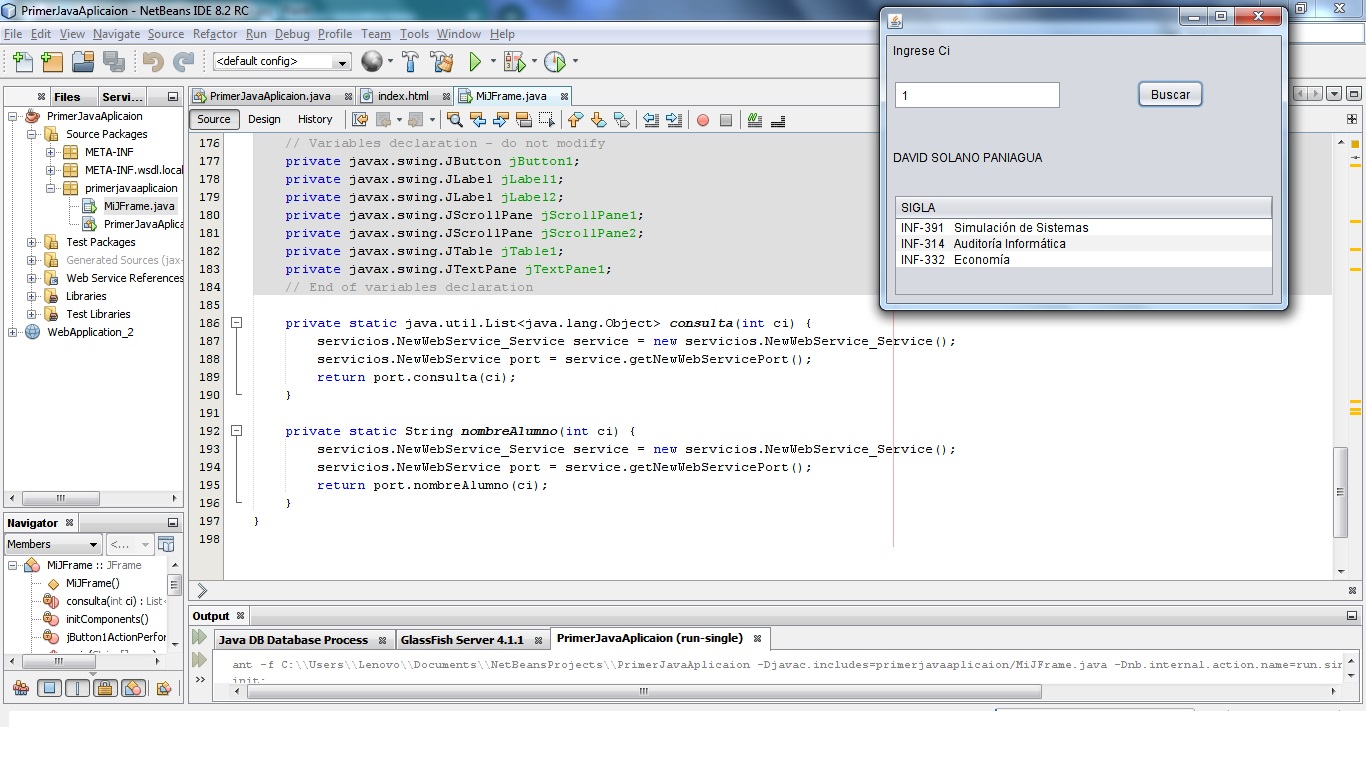 PrimerJavaAplicaion - NetBeans IDE 8.2 RC
File Edit View Navigate Source Refactor Run Debug Profile Team Tools Window Help
<default config>
Files Servi...
PrimerJavaAplicaion
Source Packages
META-INF
META-INF.wsdl.local
primerjavaaplicaion
MiJFrame.java
PrimerJavaAplica
Test Packages
Generated Sources (jax-
Web Service References
Libraries
Test Libraries
WebApplication_2
Navigator
Members <...
MiJFrame :: JFrame
MiJFrame()
consulta(int ci) : List<
initComponents()
jButton1ActionPerfor
PrimerJavaAplicaion.java index.html MiJFrame.java
Source Design History
176 // Variables declaration - do not modify
177 private javax.swing.JButton jButton1;
178 private javax.swing.JLabel jLabel1;
179 private javax.swing.JLabel jLabel2;
180 private javax.swing.JScrollPane jScrollPane1;
181 private javax.swing.JScrollPane jScrollPane2;
182 private javax.swing.JTable jTable1;
183 private javax.swing.JTextPane jTextPane1;
184 // End of variables declaration
185
186 private static java.util.List<java.lang.Object> consulta(int ci) {
187 servicios.NewWebService_Service service = new servicios.NewWebService_Service();
188 servicios.NewWebService port = service.getNewWebServicePort();
189 return port.consulta(ci);
190 }
191
192 private static String nombreAlumno(int ci) {
193 servicios.NewWebService_Service service = new servicios.NewWebService_Service();
194 servicios.NewWebService port = service.getNewWebServicePort();
195 return port.nombreAlumno(ci);
196 }
197 }
198
Ingrese Ci
1 Buscar
DAVID SOLANO PANIAGUA
SIGLA
INF-391 Simulación de Sistemas
INF-314 Auditoría Informática
INF-332 Economía
Output
Java DB Database Process GlassFish Server 4.1.1 PrimerJavaAplicaion (run-single)
ant -f C:\\Users\\Lenovo\\Documents\\NetBeansProjects\\PrimerJavaAplicaion -Djavac.includes=primerjavaaplicaion/MiJFrame.java -Dnb.internal.action.name=run.sin
init: